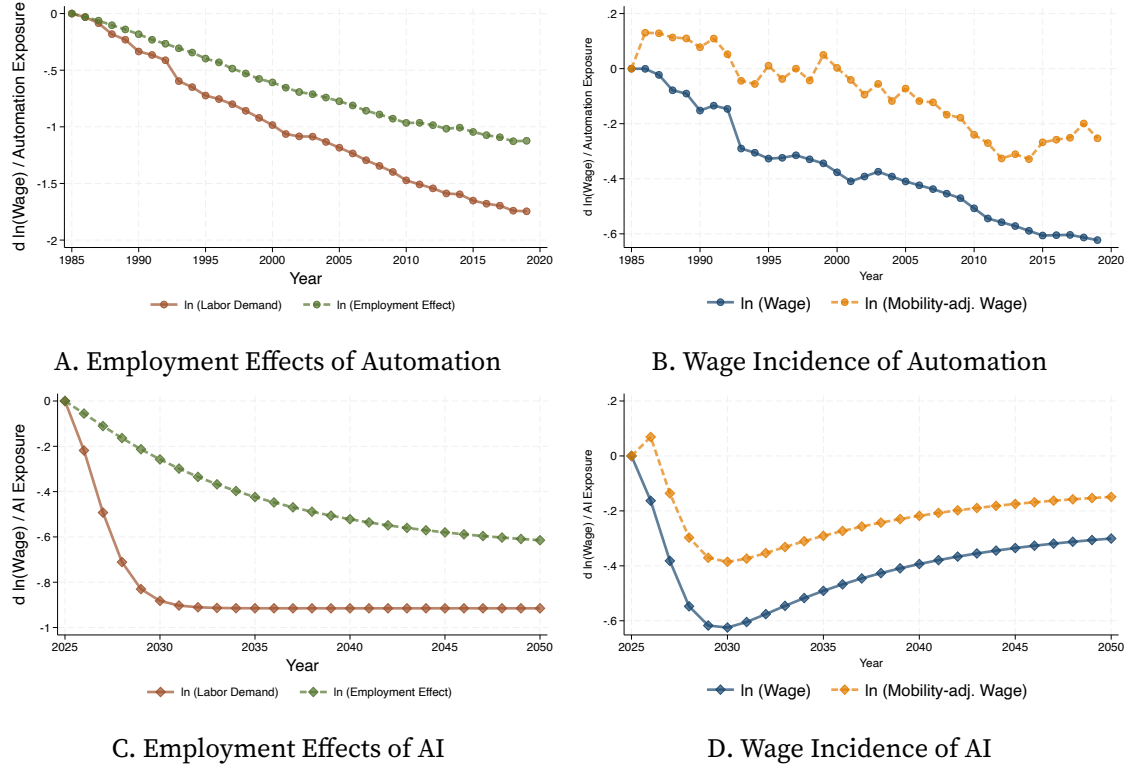 d ln(Wage) / Automation Exposure
0
-.5
-1
-1.5
-2
1985 1990 1995 2000 2005 2010 2015 2020
Year
ln (Labor Demand) ln (Employment Effect)
A. Employment Effects of Automation
d ln(Wage) / Automation Exposure
.2
0
-.2
-.4
-.6
1985 1990 1995 2000 2005 2010 2015 2020
Year
ln (Wage) ln (Mobility-adj. Wage)
B. Wage Incidence of Automation
d ln(Wage) / AI Exposure
0
-.2
-.4
-.6
-.8
-1
2025 2030 2035 2040 2045 2050
Year
ln (Labor Demand) ln (Employment Effect)
C. Employment Effects of AI
d ln(Wage) / AI Exposure
.2
0
-.2
-.4
-.6
2025 2030 2035 2040 2045 2050
Year
ln (Wage) ln (Mobility-adj. Wage)
D. Wage Incidence of AI